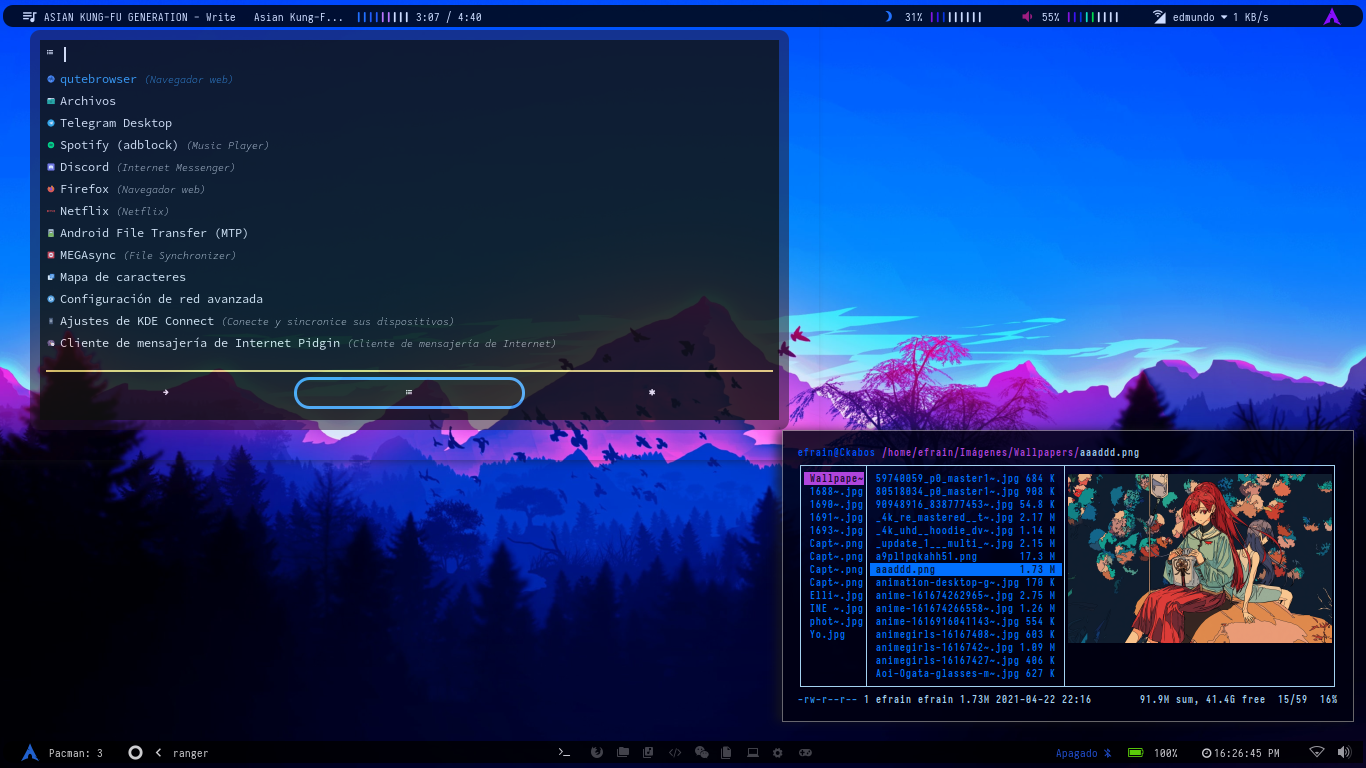 ASIAN KUNG-FU GENERATION - Write Asian Kung-F... 3:07 / 4:40 31% 55% edmundo 1 KB/s
qutebrowser (Navegador web)
Archivos
Telegram Desktop
Spotify (adblock) (Music Player)
Discord (Internet Messenger)
Firefox (Navegador web)
Netflix (Netflix)
Android File Transfer (MTP)
MEGAsync (File Synchronizer)
Mapa de caracteres
Configuración de red avanzada
Ajustes de KDE Connect (Conecte y sincronice sus dispositivos)
Cliente de mensajería de Internet Pidgin (Cliente de mensajería de Internet)
efrain@Ckabos /home/efrain/Imágenes/Wallpapers/aaaddd.png
Wallpape~ 59740059_p0_master1~.jpg 684 K
1688~.jpg 80518034_p0_master1~.jpg 908 K
1690~.jpg 90948916_838777453~.jpg 54.8 K
1691~.jpg _4k_re_mastered__t~.jpg 2.17 M
1693~.jpg _4k_uhd__hoodie_dv~.jpg 1.14 M
Capt~.png _update_1___multi_~.jpg 2.15 M
Capt~.png a9pl1pqkahh51.png 17.3 M
Capt~.png aaaddd.png 1.73 M
Capt~.png animation-desktop-g~.jpg 170 K
Elli~.jpg anime-161674262965~.jpg 2.75 M
INE ~.jpg anime-161674266558~.jpg 1.26 M
phot~.jpg anime-1616916041143~.jpg 554 K
Yo.jpg animegirls-16167408~.jpg 603 K
animegirls-1616742~.jpg 1.09 M
animegirls-16167427~.jpg 406 K
Aoi-Ogata-glasses-m~.jpg 627 K
-rw-r--r-- 1 efrain efrain 1.73M 2021-04-22 22:16 91.9M sum, 41.4G free 15/59 16%
Pacman: 3 ranger Apagado 100% 16:26:45 PM